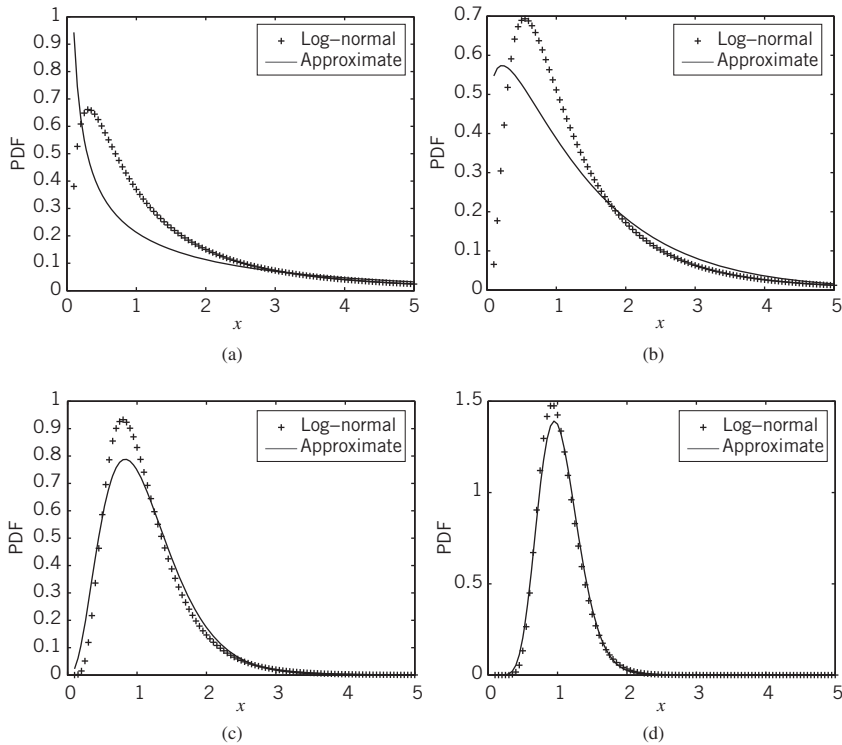 1
0.9
0.8
0.7
0.6
0.5
0.4
0.3
0.2
0.1
0
PDF
Log–normal
Approximate
0 1 2 3 4 5
x
(a)
0.7
0.6
0.5
0.4
0.3
0.2
0.1
0
PDF
Log–normal
Approximate
0 1 2 3 4 5
x
(b)
1
0.9
0.8
0.7
0.6
0.5
0.4
0.3
0.2
0.1
0
PDF
Log–normal
Approximate
0 1 2 3 4 5
x
(c)
1.5
1
0.5
0
PDF
Log–normal
Approximate
0 1 2 3 4 5
x
(d)